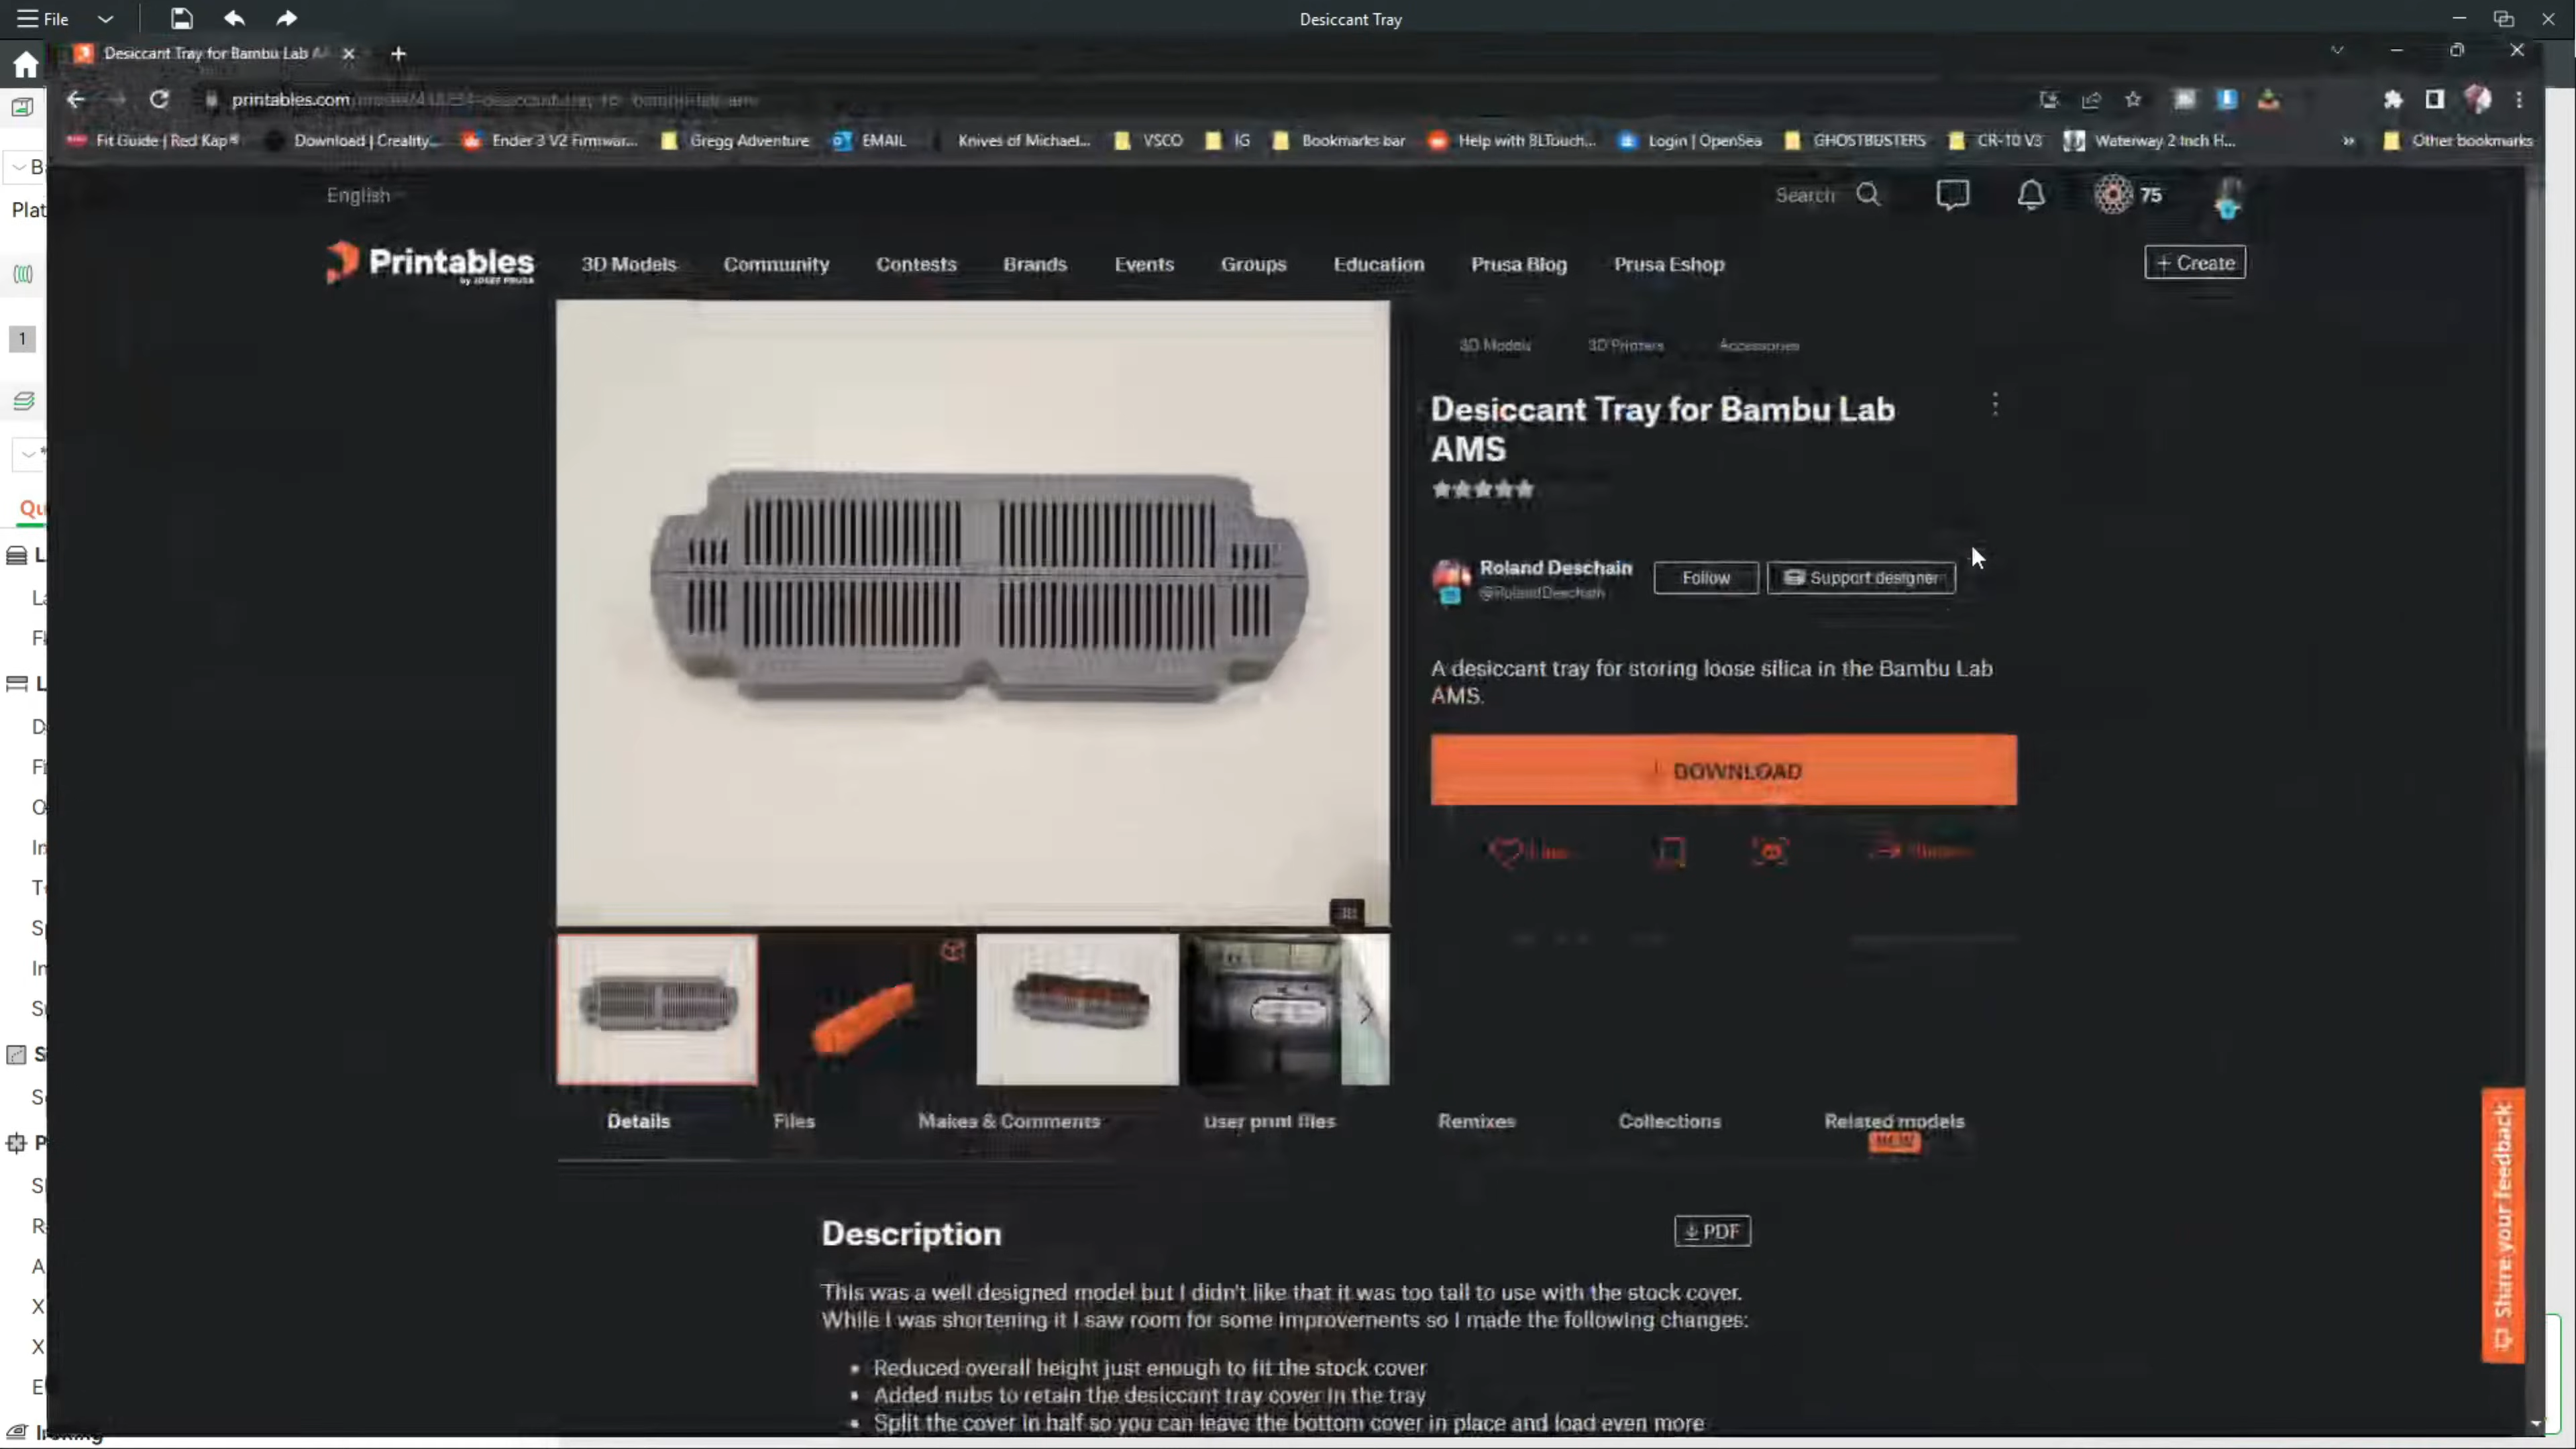 File
Desiccant Tray
Desiccant Tray for Bambu Lab
printables.com
Fit Guide | Red Kap
Download | Creality...
Ender 3 V2 Firmwar...
Gregg Adventure
EMAIL
Knives of Michael...
VSCO
IG
Bookmarks bar
Help with BLTouch...
Login | OpenSea
GHOSTBUSTERS
CR-10 V3
Waterway 2 Inch H...
»
Other bookmarks
English
Search
75
Printables
by JOSEF PRUSA
3D Models
Community
Contests
Brands
Events
Groups
Education
Prusa Blog
Prusa Eshop
+ Create
3D Models
3D Printers
Accessories
Desiccant Tray for Bambu Lab
AMS
Roland Deschain
@RolandDeschain
Follow
Support designer
A desiccant tray for storing loose silica in the Bambu Lab
AMS.
DOWNLOAD
Details
Files
Makes & Comments
User print files
Remixes
Collections
Related models
NEW
Description
PDF
This was a well designed model but I didn't like that it was too tall to use with the stock cover.
While I was shortening it I saw room for some improvements so I made the following changes:
• Reduced overall height just enough to fit the stock cover
• Added nubs to retain the desiccant tray cover in the tray
• Split the cover in half so you can leave the bottom cover in place and load even more
Share your feedback
Plat
1
Qu